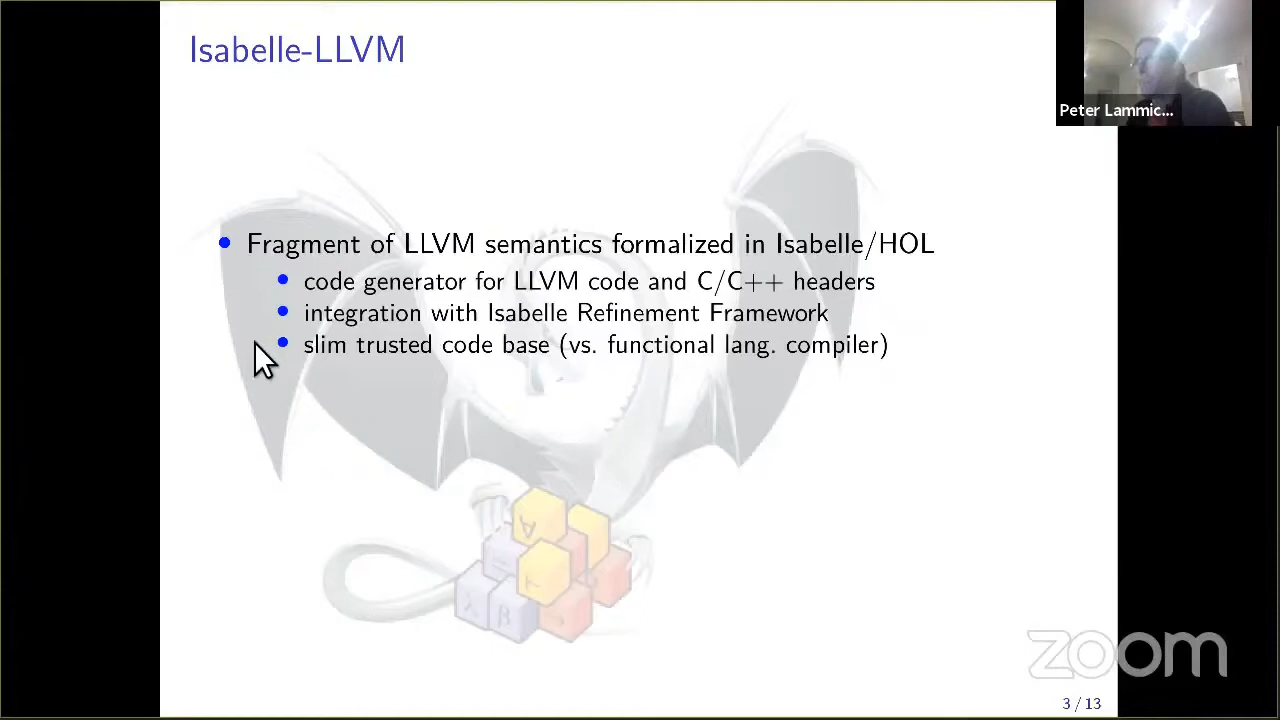 Isabelle-LLVM
Peter Lammic...
Fragment of LLVM semantics formalized in Isabelle/HOL
code generator for LLVM code and C/C++ headers
integration with Isabelle Refinement Framework
slim trusted code base (vs. functional lang. compiler)
∀
λ
β
zoom
3 / 13